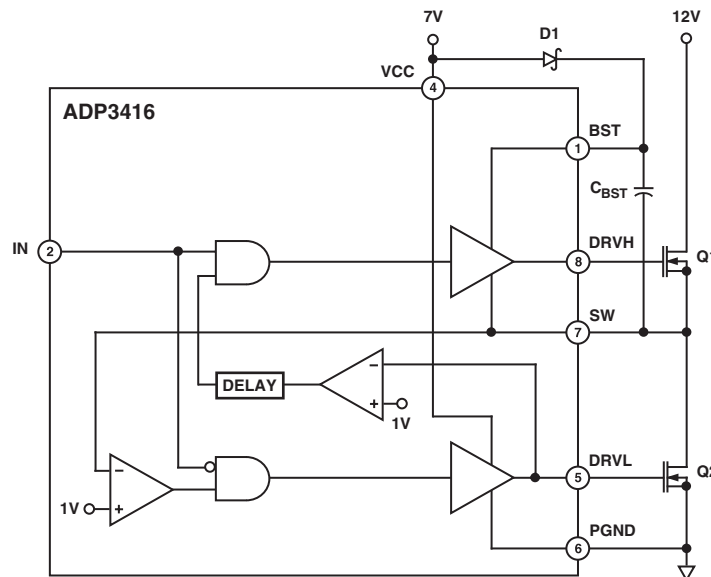 7V
D1
12V
VCC
4
ADP3416
BST
1
C_BST
IN
2
DRVH
8
Q1
SW
7
DELAY
–
+
1V
–
1V
+
DRVL
5
Q2
PGND
6